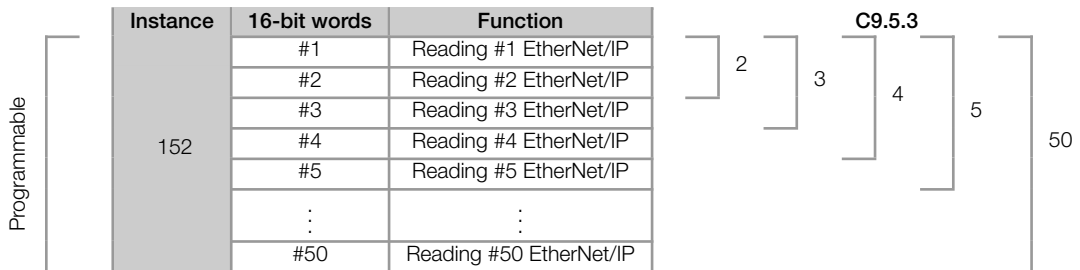 Instance 16-bit words Function C9.5.3
#1 Reading #1 EtherNet/IP
2
#2 Reading #2 EtherNet/IP
3
#3 Reading #3 EtherNet/IP
4
5
Programmable
152
#4 Reading #4 EtherNet/IP
50
#5 Reading #5 EtherNet/IP
⋮ ⋮
#50 Reading #50 EtherNet/IP